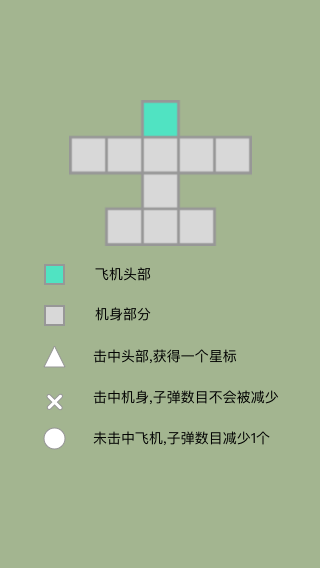 飞机头部
机身部分
击中头部,获得一个星标
击中机身,子弹数目不会被减少
未击中飞机,子弹数目减少1个